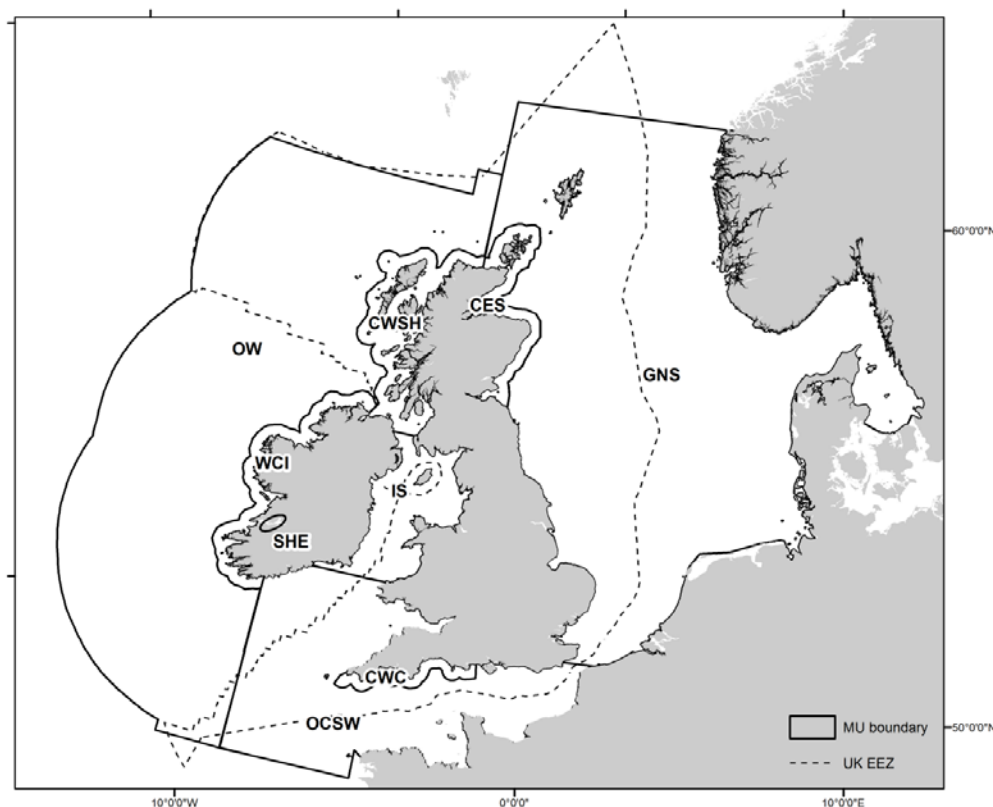 60°0'0"N
CES
CWSH
OW
GNS
WCI
IS
SHE
CWC
OCSW
MU boundary
50°0'0"N
UK EEZ
10°0'0"W
0°0'0"
10°0'0"E